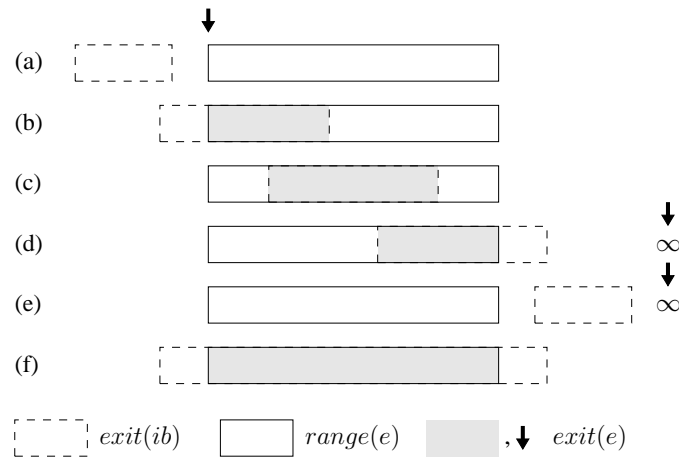 (a)
(b)
(c)
(d) ∞
(e) ∞
(f)
exit(ib) range(e) , exit(e)